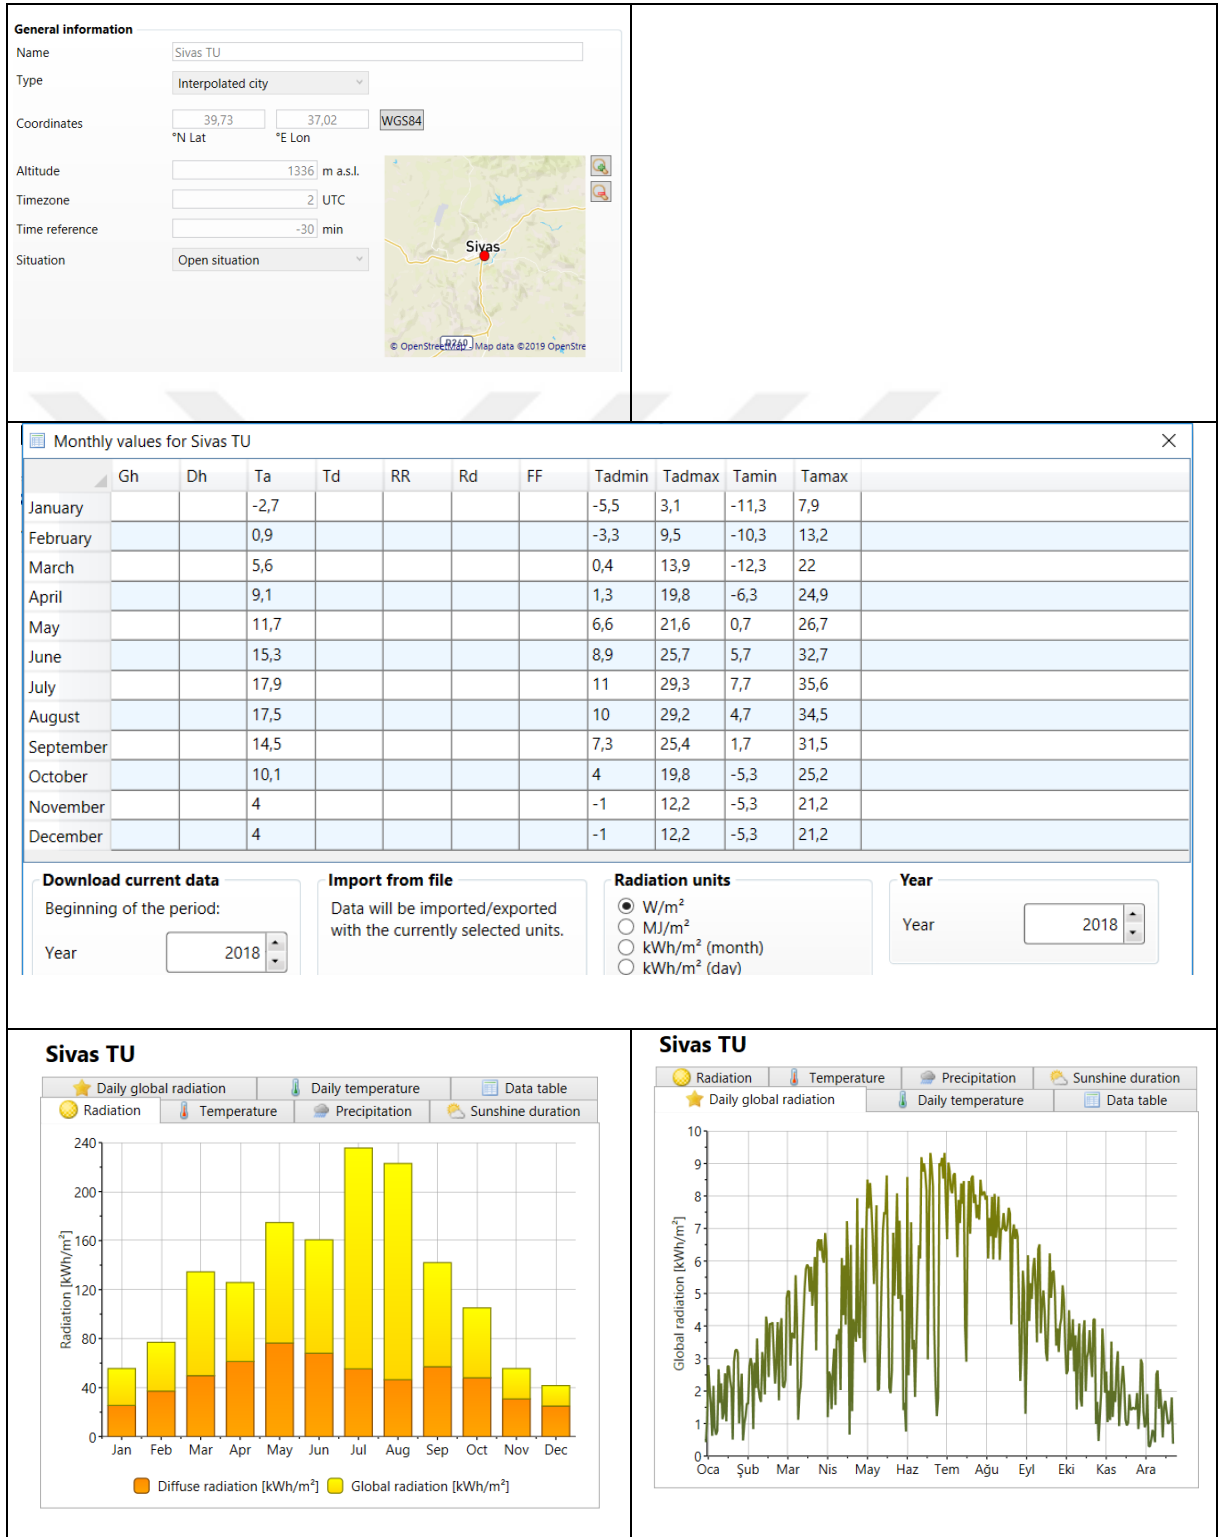 General information
Name Sivas TU
Type Interpolated city
Coordinates 39,73 37,02 WGS84
°N Lat °E Lon
Altitude 1336 m a.s.l.
Timezone 2 UTC
Time reference -30 min
Situation Open situation
Sivas
D260
© OpenStreetMap - Map data ©2019 OpenStre
Monthly values for Sivas TU
Gh Dh Ta Td RR Rd FF Tadmin Tadmax Tamin Tamax
January -2,7 -5,5 3,1 -11,3 7,9
February 0,9 -3,3 9,5 -10,3 13,2
March 5,6 0,4 13,9 -12,3 22
April 9,1 1,3 19,8 -6,3 24,9
May 11,7 6,6 21,6 0,7 26,7
June 15,3 8,9 25,7 5,7 32,7
July 17,9 11 29,3 7,7 35,6
August 17,5 10 29,2 4,7 34,5
September 14,5 7,3 25,4 1,7 31,5
October 10,1 4 19,8 -5,3 25,2
November 4 -1 12,2 -5,3 21,2
December 4 -1 12,2 -5,3 21,2
Download current data
Beginning of the period:
Year 2018
Import from file
Data will be imported/exported
with the currently selected units.
Radiation units
W/m²
MJ/m²
kWh/m² (month)
kWh/m² (day)
Year
Year 2018
Sivas TU
Daily global radiation Daily temperature Data table
Radiation Temperature Precipitation Sunshine duration
240
200
160
120
80
40
0
Radiation [kWh/m²]
Jan Feb Mar Apr May Jun Jul Aug Sep Oct Nov Dec
Diffuse radiation [kWh/m²] Global radiation [kWh/m²]
Sivas TU
Radiation Temperature Precipitation Sunshine duration
Daily global radiation Daily temperature Data table
10
9
8
7
6
5
4
3
2
1
0
Global radiation [kWh/m²]
Oca Şub Mar Nis May Haz Tem Ağu Eyl Eki Kas Ara